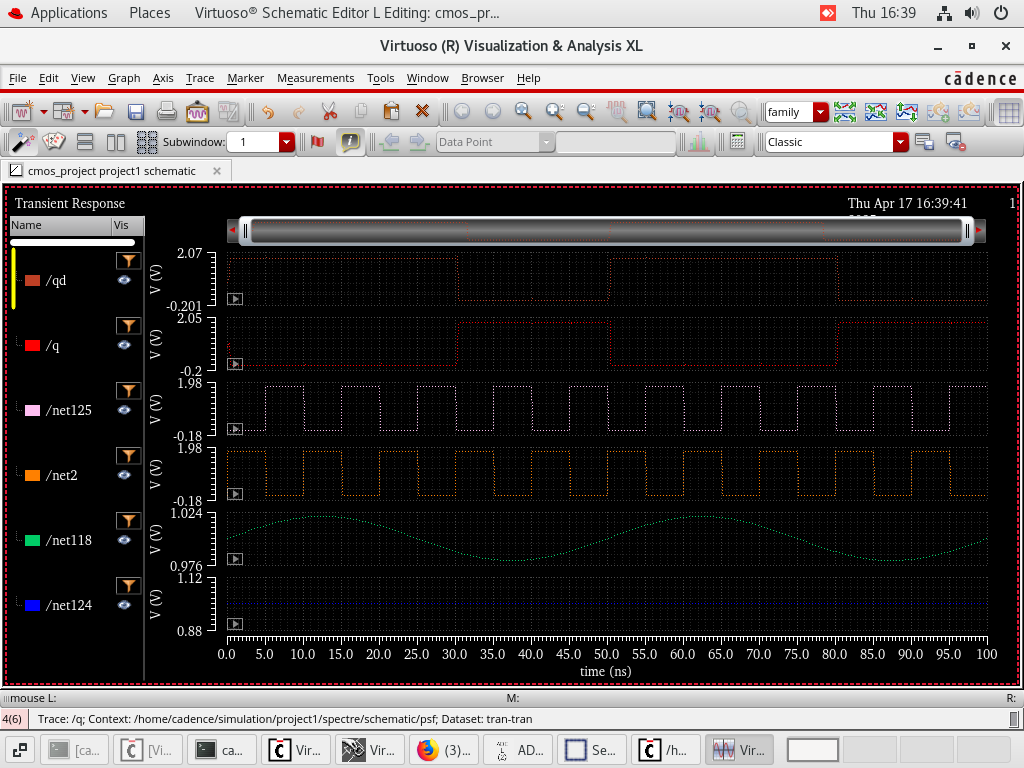 Applications Places Virtuoso® Schematic Editor L Editing: cmos_pr... Thu 16:39
Virtuoso (R) Visualization & Analysis XL
File Edit View Graph Axis Trace Marker Measurements Tools Window Browser Help cādence
family
Subwindow: 1 Data Point Classic
cmos_project project1 schematic
Transient Response Thu Apr 17 16:39:41 1
Name Vis
2.07
/qd V (V)
-0.201
2.05
/q V (V)
-0.2
1.98
/net125 V (V)
-0.18
1.98
/net2 V (V)
-0.18
1.024
/net118 V (V)
0.976
1.12
/net124 V (V)
0.88
0.0 5.0 10.0 15.0 20.0 25.0 30.0 35.0 40.0 45.0 50.0 55.0 60.0 65.0 70.0 75.0 80.0 85.0 90.0 95.0 100
time (ns)
mouse L: M: R:
4(6) Trace: /q; Context: /home/cadence/simulation/project1/spectre/schematic/psf; Dataset: tran-tran
[ca... [Vi... ca... Vir... Vir... (3)... AD... Se... /h... Vir...